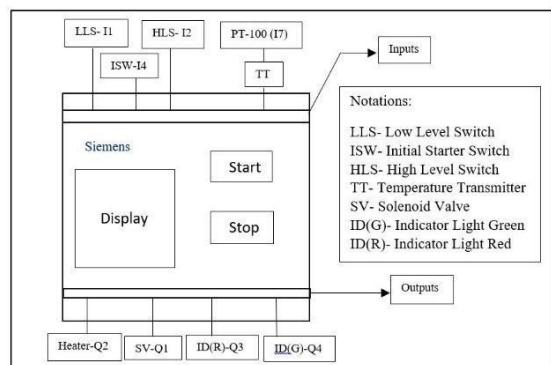 LLS- I1
HLS- I2
PT-100 (I7)
Inputs
ISW-I4
TT
Notations:
LLS- Low Level Switch
ISW- Initial Starter Switch
HLS- High Level Switch
TT- Temperature Transmitter
SV- Solenoid Valve
ID(G)- Indicator Light Green
ID(R)- Indicator Light Red
Siemens
Start
Display
Stop
Outputs
Heater-Q2
SV-Q1
ID(R)-Q3
ID(G)-Q4